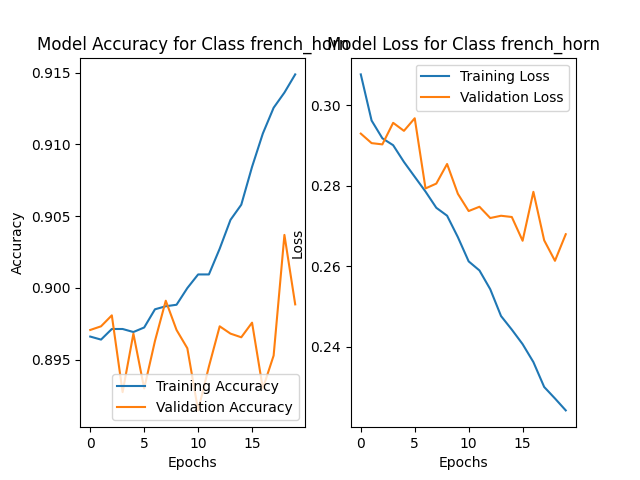 Model Accuracy for Class french_horn
0.915
0.910
0.905
0.900
0.895
Accuracy
0
5
10
15
Epochs
Training Accuracy
Validation Accuracy
Model Loss for Class french_horn
0.30
0.28
0.26
0.24
Loss
0
5
10
15
Epochs
Training Loss
Validation Loss